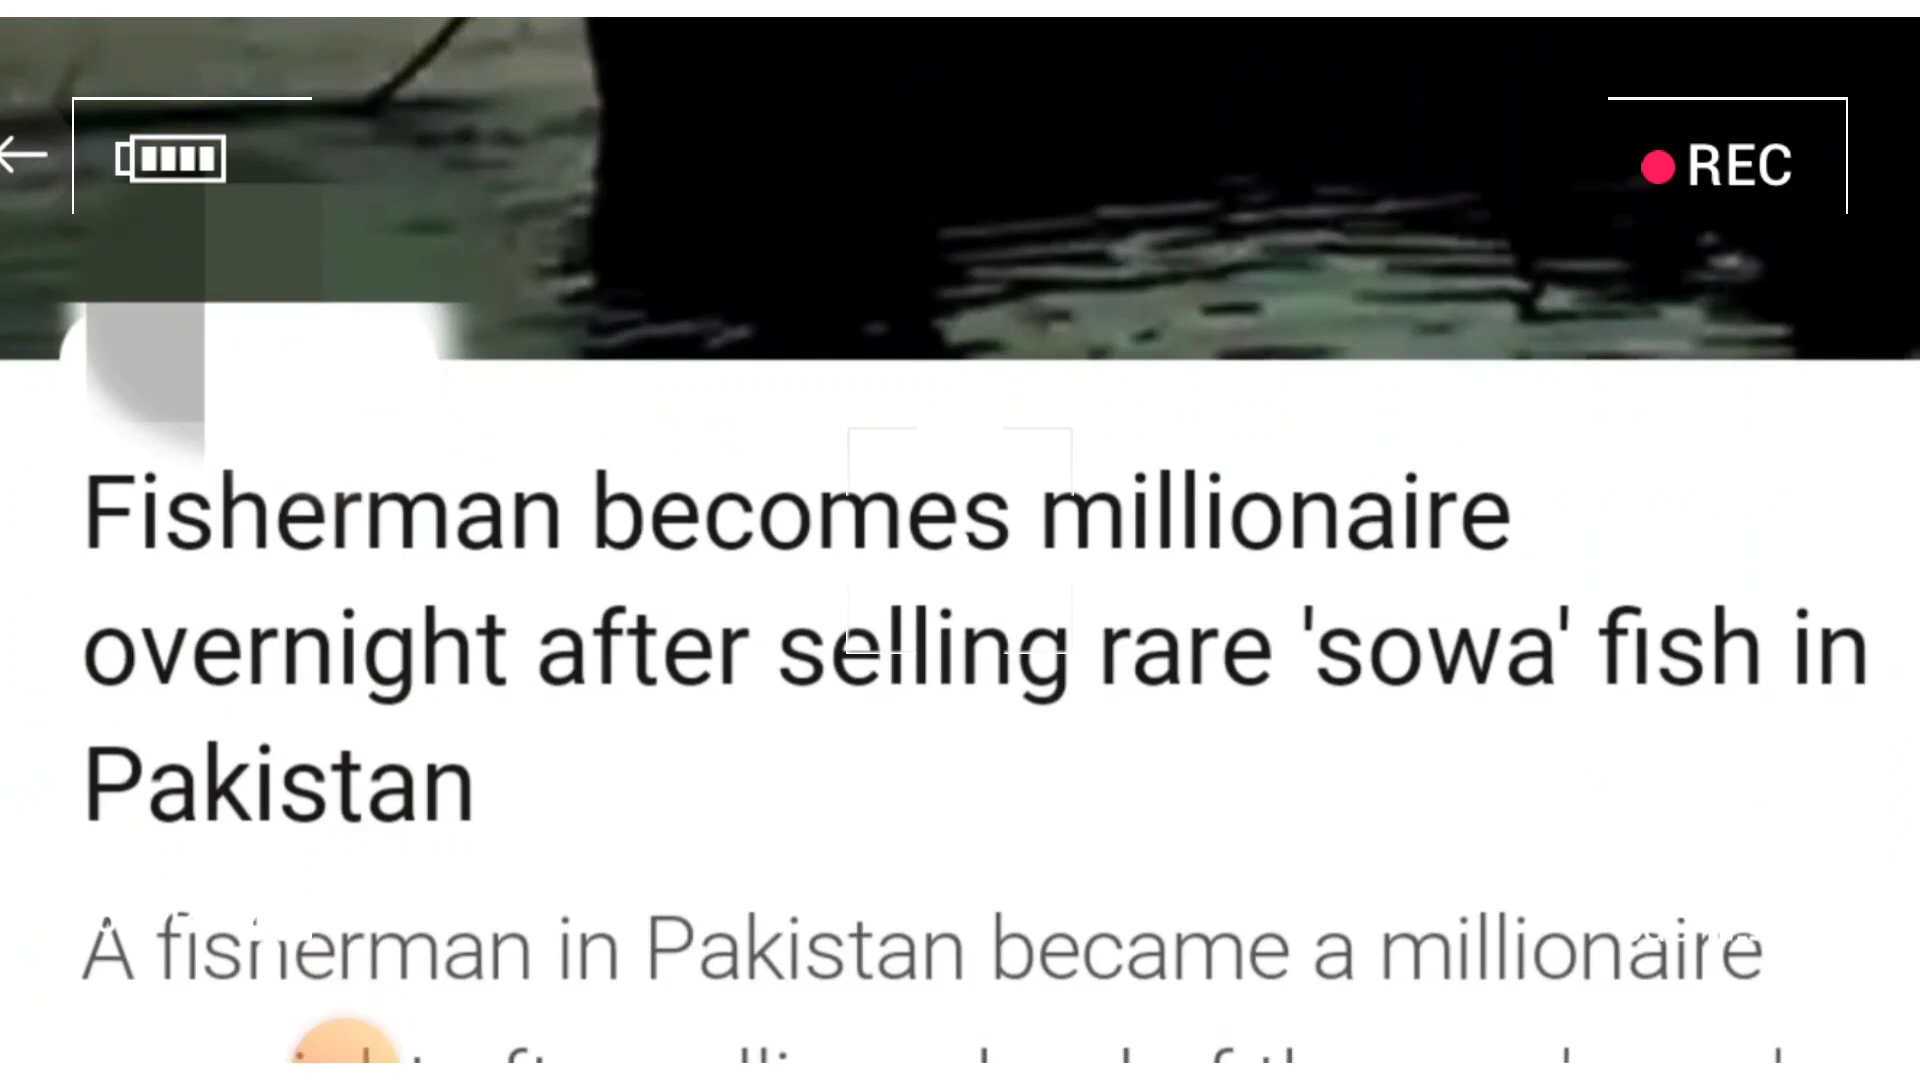 REC
Fisherman becomes millionaire
overnight after selling rare 'sowa' fish in
Pakistan
A fisherman in Pakistan became a millionaire